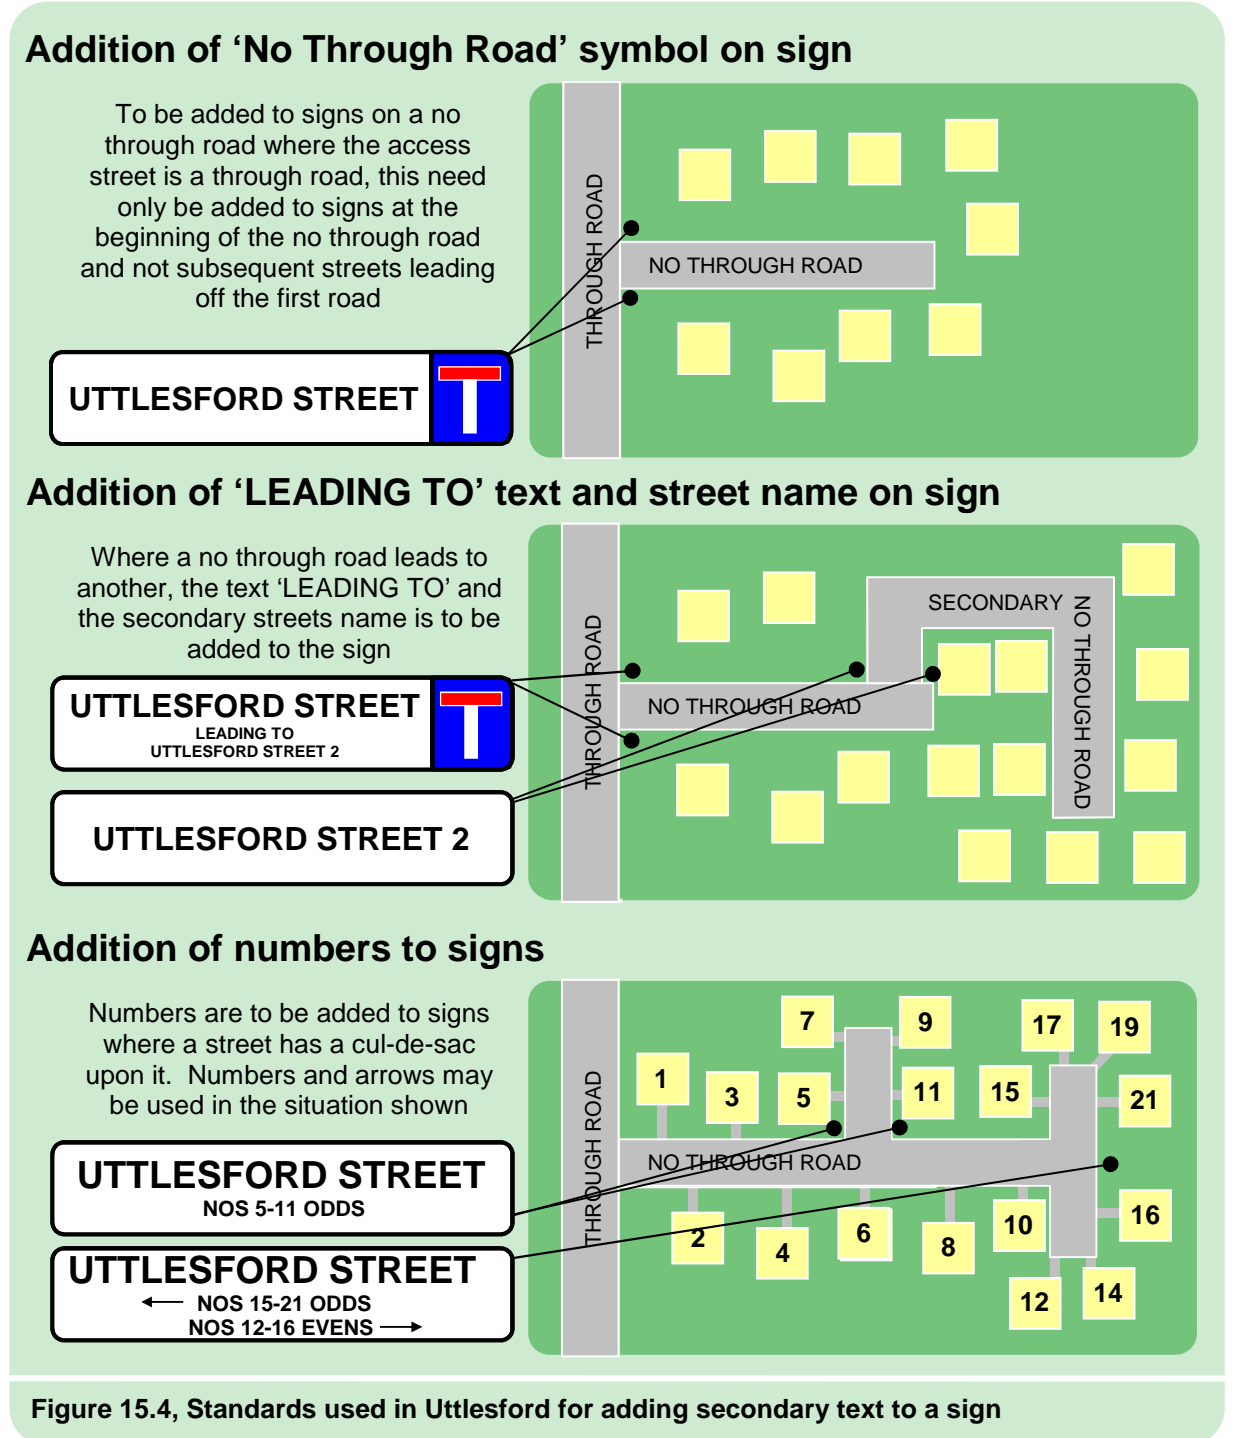 Addition of ‘No Through Road’ symbol on sign
To be added to signs on a no
through road where the access
street is a through road, this need
only be added to signs at the
beginning of the no through road
and not subsequent streets leading
off the first road
UTTLESFORD STREET
T
THROUGH ROAD
NO THROUGH ROAD
Addition of ‘LEADING TO’ text and street name on sign
Where a no through road leads to
another, the text ‘LEADING TO’ and
the secondary streets name is to be
added to the sign
UTTLESFORD STREET
LEADING TO
UTTLESFORD STREET 2
T
UTTLESFORD STREET 2
THROUGH ROAD
NO THROUGH ROAD
SECONDARY
NO THROUGH ROAD
Addition of numbers to signs
Numbers are to be added to signs
where a street has a cul-de-sac
upon it.  Numbers and arrows may
be used in the situation shown
UTTLESFORD STREET
NOS 5-11 ODDS
UTTLESFORD STREET
← NOS 15-21 ODDS
NOS 12-16 EVENS →
THROUGH ROAD
NO THROUGH ROAD
7
9
17
19
1
3
5
11
15
21
2
4
6
8
10
16
12
14
Figure 15.4, Standards used in Uttlesford for adding secondary text to a sign